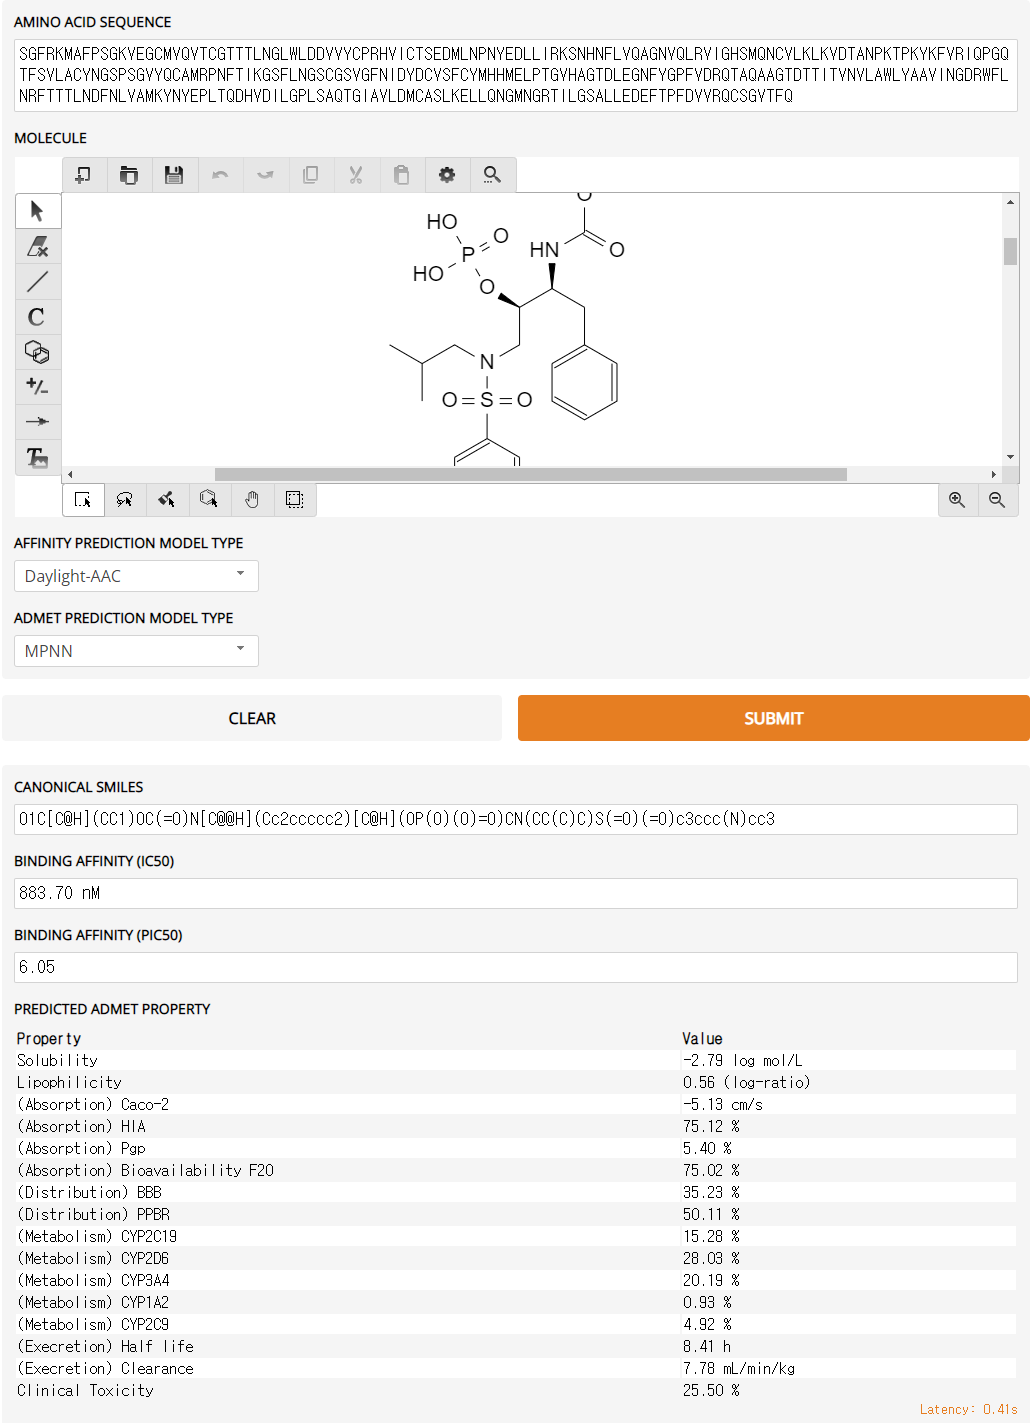 AMINO ACID SEQUENCE
SGFRKMAFPSGKVEGCMVQVTCGTTTLNGLWLDDVVYCPRHVICTSEDMLNPNYEDLLIRKSNHNFLVQAGNVQLRVIGHSMQNCVLKLKVDTANPKTPKYKFVRIQPGQ
TFSVLACYNGSPSGVYQCAMRPNFTIKGSFLNGSCGSVGFNIDYDCVSFCYMHHMELPTGVHAGTDLEGNFYGPFVDRQTAQAAGTDTTITVNVLAWLYAAVINGDRWFL
NRFTTTLNDFNLVAMKYNYEPLTQDHVDILGPLSAQTGIAVLDMCASLKELLQNGMNGRTILGSALLEDEFTPFDVVRQCSGVTFQ
MOLECULE
C
+/-
T
HO
P
O
HO
O
HN
O
O
N
O=S=O
AFFINITY PREDICTION MODEL TYPE
Daylight-AAC
ADMET PREDICTION MODEL TYPE
MPNN
CLEAR
SUBMIT
CANONICAL SMILES
O1C[C@H](CC1)OC(=O)N[C@@H](Cc2ccccc2)[C@H](OP(O)(O)=O)CN(CC(C)C)S(=O)(=O)c3ccc(N)cc3
BINDING AFFINITY (IC50)
883.70 nM
BINDING AFFINITY (PIC50)
6.05
PREDICTED ADMET PROPERTY
Property Value
Solubility -2.79 log mol/L
Lipophilicity 0.56 (log-ratio)
(Absorption) Caco-2 -5.13 cm/s
(Absorption) HIA 75.12 %
(Absorption) Pgp 5.40 %
(Absorption) Bioavailability F20 75.02 %
(Distribution) BBB 35.23 %
(Distribution) PPBR 50.11 %
(Metabolism) CYP2C19 15.28 %
(Metabolism) CYP2D6 28.03 %
(Metabolism) CYP3A4 20.19 %
(Metabolism) CYP1A2 0.93 %
(Metabolism) CYP2C9 4.92 %
(Execretion) Half life 8.41 h
(Execretion) Clearance 7.78 mL/min/kg
Clinical Toxicity 25.50 %
Latency: 0.41s